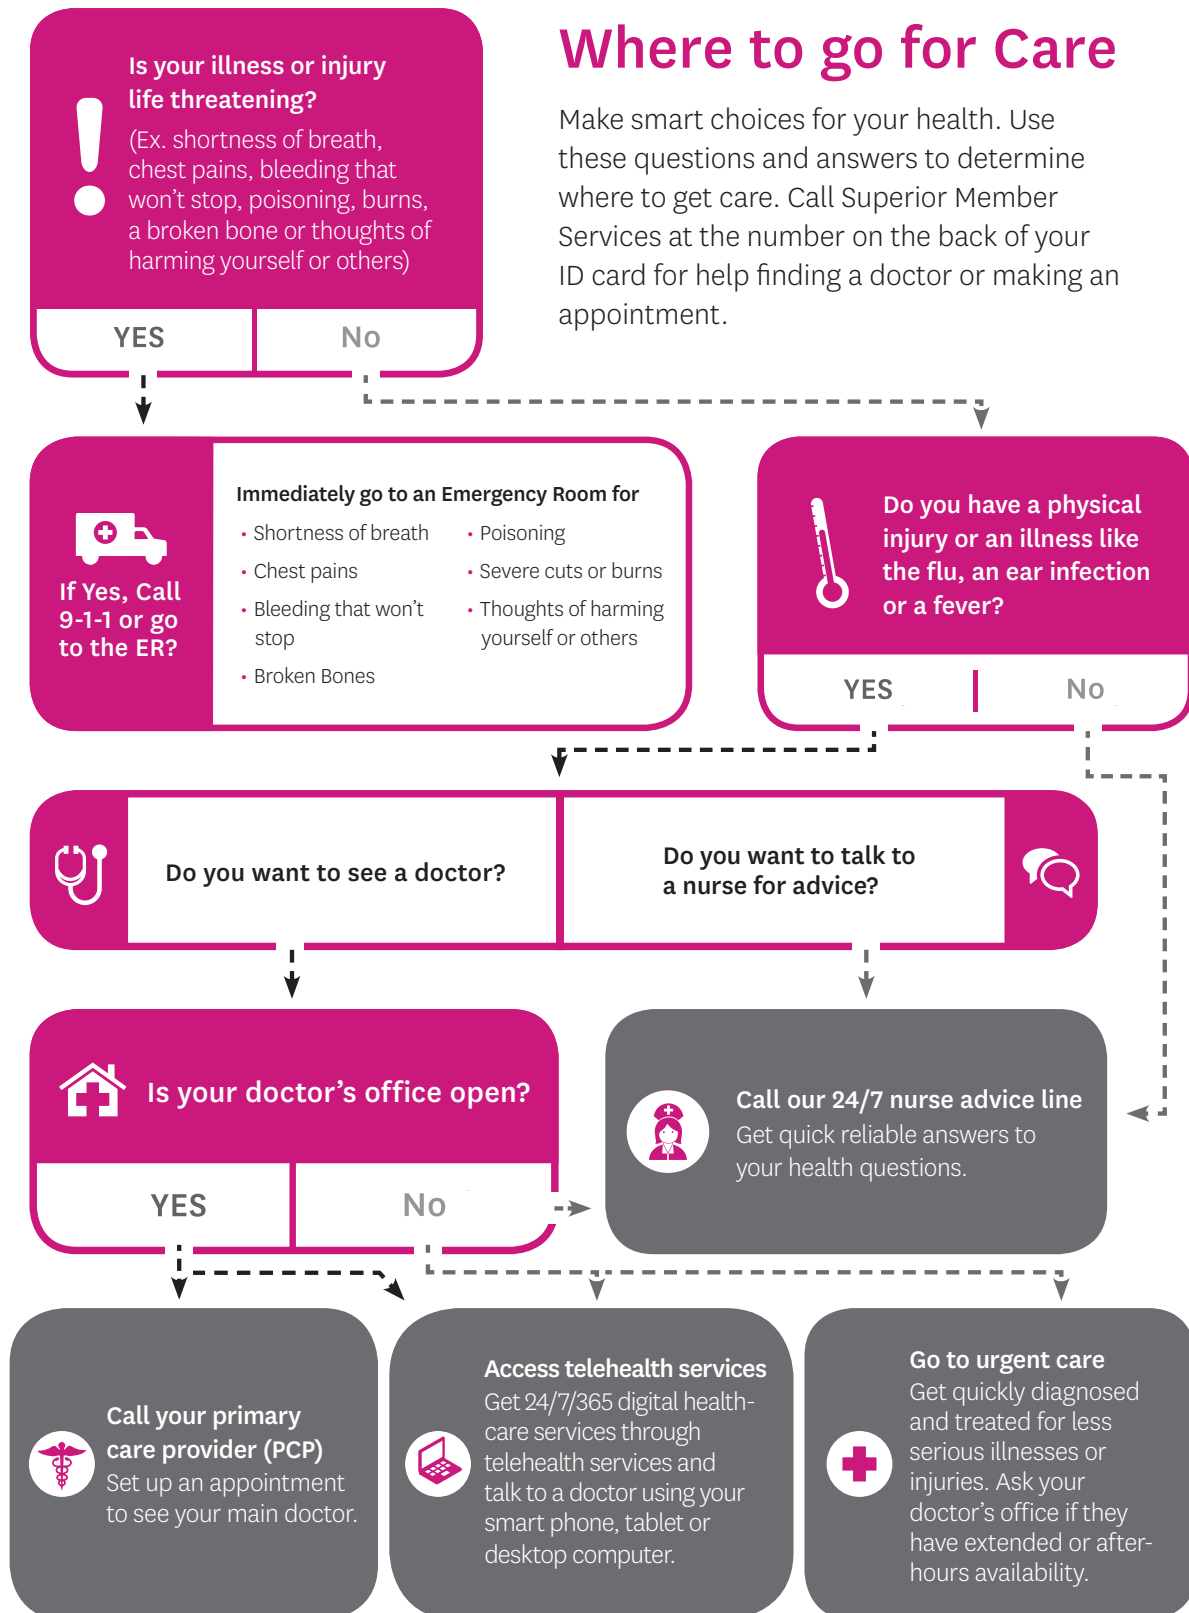 Where to go for Care
Make smart choices for your health. Use
these questions and answers to determine
where to get care. Call Superior Member
Services at the number on the back of your
ID card for help finding a doctor or making an
appointment.
Is your illness or injury
life threatening?
(Ex. shortness of breath,
chest pains, bleeding that
won't stop, poisoning, burns,
a broken bone or thoughts of
harming yourself or others)
YES
No
If Yes, Call
9-1-1 or go
to the ER?
Immediately go to an Emergency Room for
• Shortness of breath
• Chest pains
• Bleeding that won't
stop
• Broken Bones
• Poisoning
• Severe cuts or burns
• Thoughts of harming
yourself or others
Do you have a physical
injury or an illness like
the flu, an ear infection
or a fever?
YES
No
Do you want to see a doctor?
Do you want to talk to
a nurse for advice?
Is your doctor's office open?
YES
No
Call our 24/7 nurse advice line
Get quick reliable answers to
your health questions.
Call your primary
care provider (PCP)
Set up an appointment
to see your main doctor.
Access telehealth services
Get 24/7/365 digital health-
care services through
telehealth services and
talk to a doctor using your
smart phone, tablet or
desktop computer.
Go to urgent care
Get quickly diagnosed
and treated for less
serious illnesses or
injuries. Ask your
doctor's office if they
have extended or after-
hours availability.